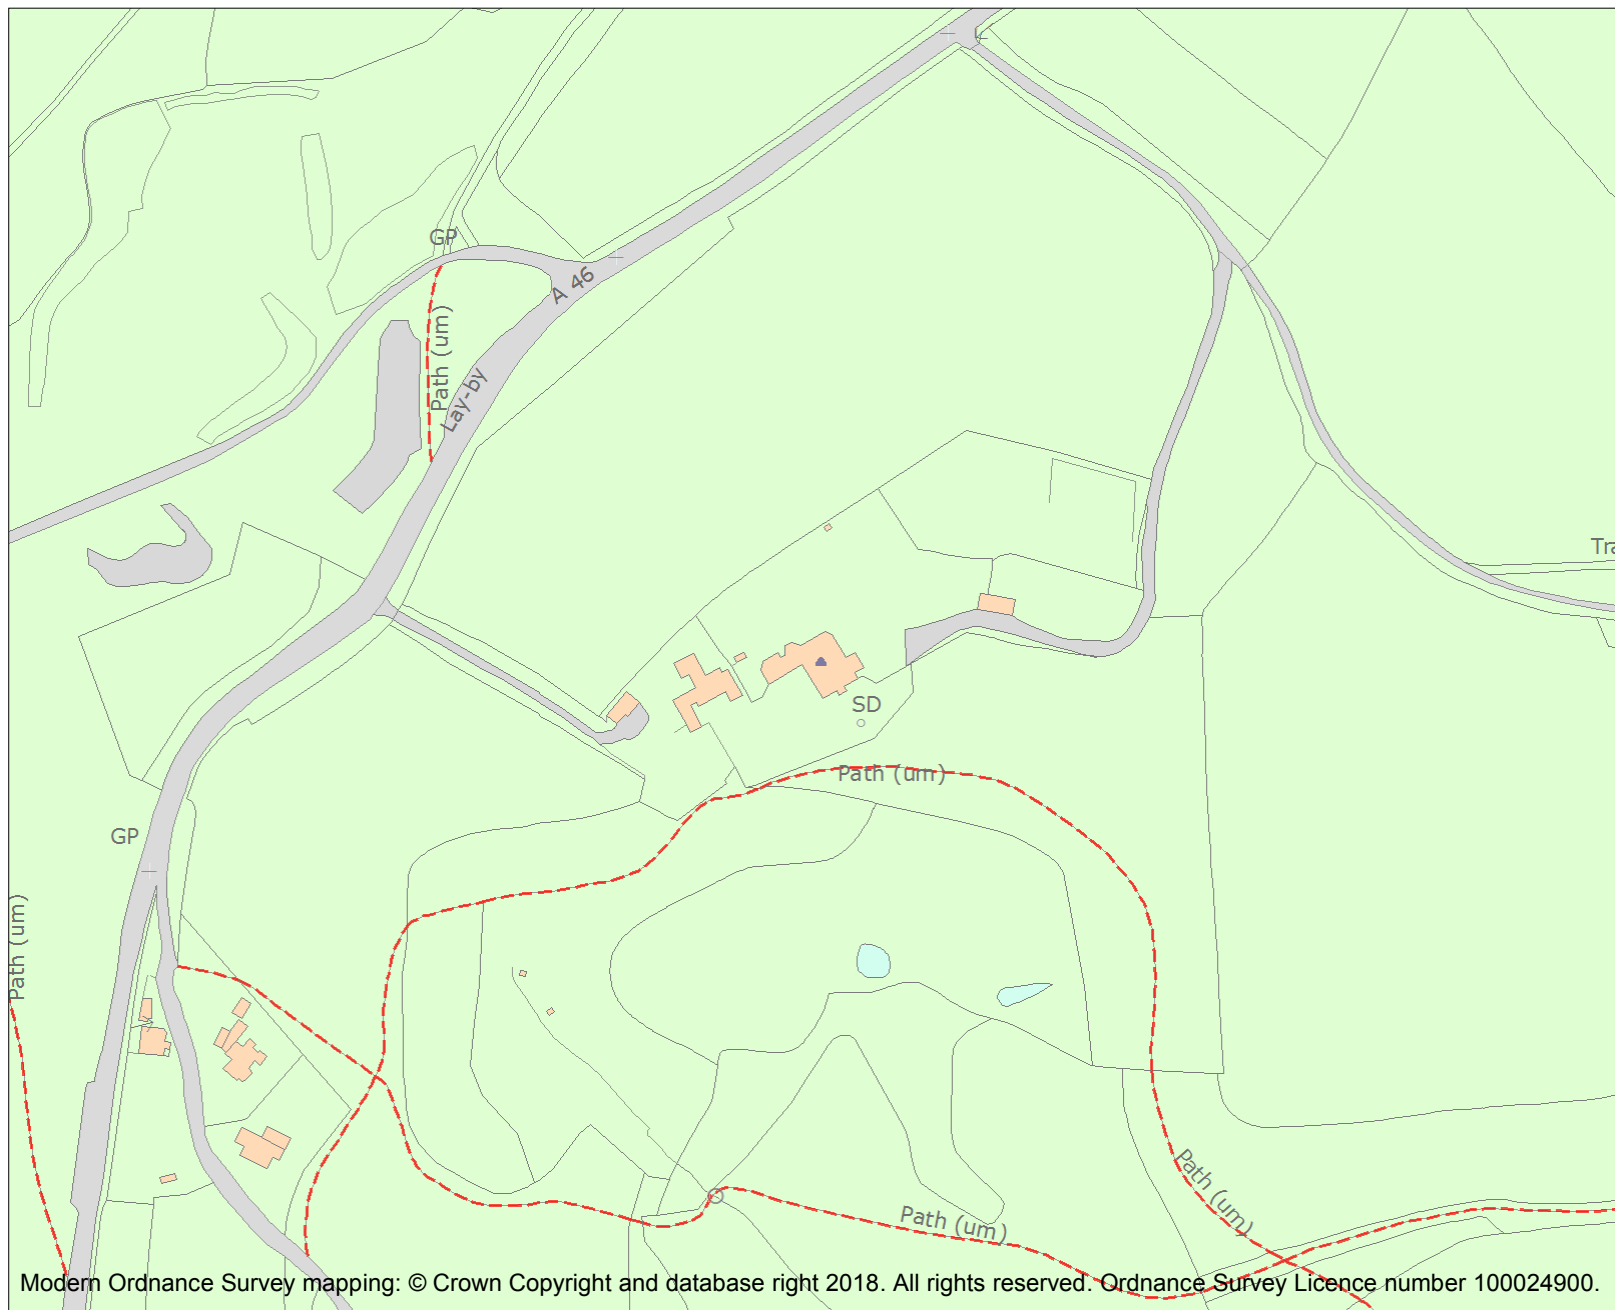 GP
A 46
Path (um)
Lay-by
Tra
SD
Path (um)
GP
Path (um)
Path (um)
Path (um)
Modern Ordnance Survey mapping: © Crown Copyright and database right 2018. All rights reserved. Ordnance Survey Licence number 100024900.